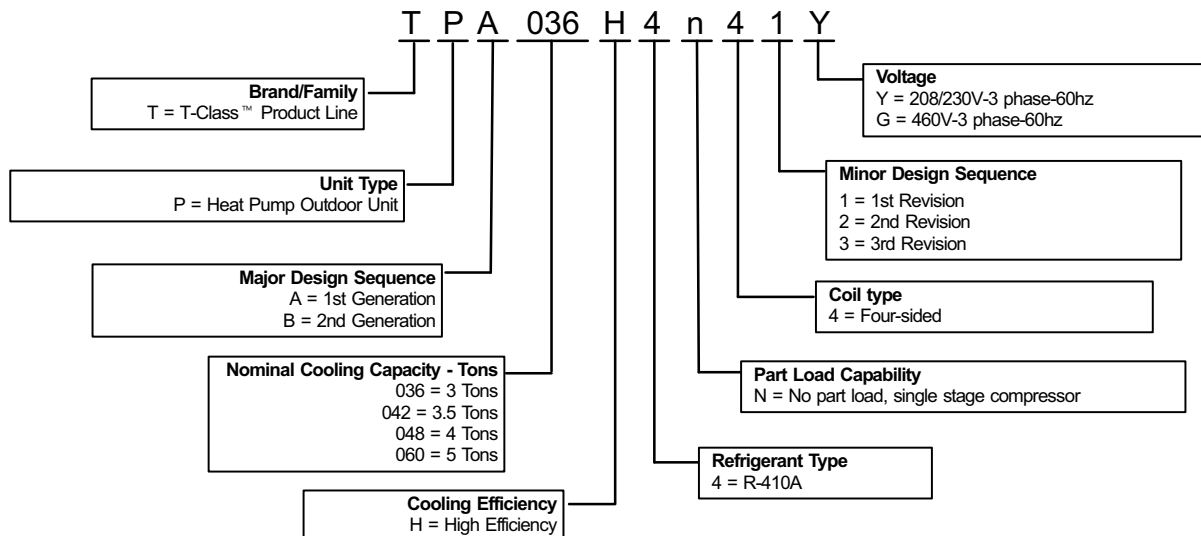 T P A 036 H 4 n 4 1 Y
Brand/Family
T = T-Class™ Product Line
Unit Type
P = Heat Pump Outdoor Unit
Major Design Sequence
A = 1st Generation
B = 2nd Generation
Nominal Cooling Capacity - Tons
036 = 3 Tons
042 = 3.5 Tons
048 = 4 Tons
060 = 5 Tons
Cooling Efficiency
H = High Efficiency
Voltage
Y = 208/230V-3 phase-60hz
G = 460V-3 phase-60hz
Minor Design Sequence
1 = 1st Revision
2 = 2nd Revision
3 = 3rd Revision
Coil type
4 = Four-sided
Part Load Capability
N = No part load, single stage compressor
Refrigerant Type
4 = R-410A